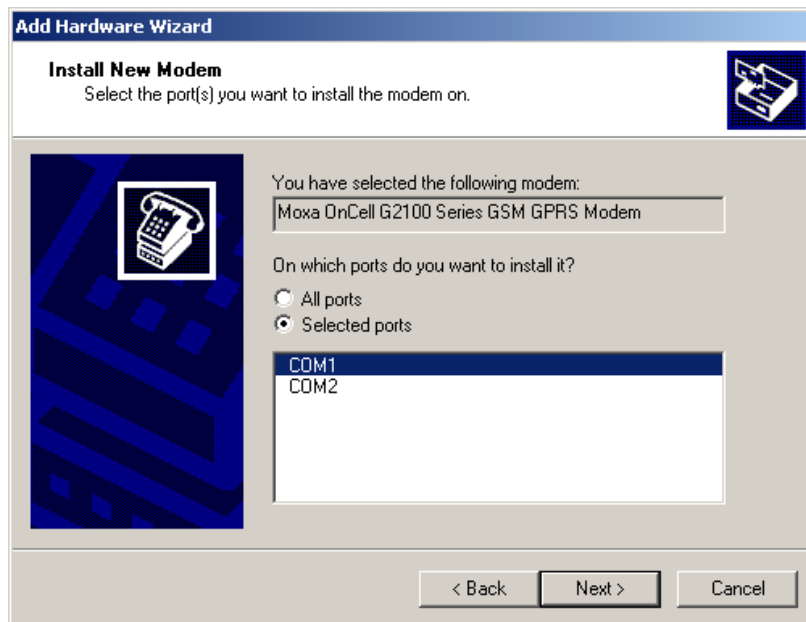 Add Hardware Wizard
Install New Modem
Select the port(s) you want to install the modem on.
You have selected the following modem:
Moxa OnCell G2100 Series GSM GPRS Modem
On which ports do you want to install it?
All ports
Selected ports
COM1
COM2
< Back
Next >
Cancel